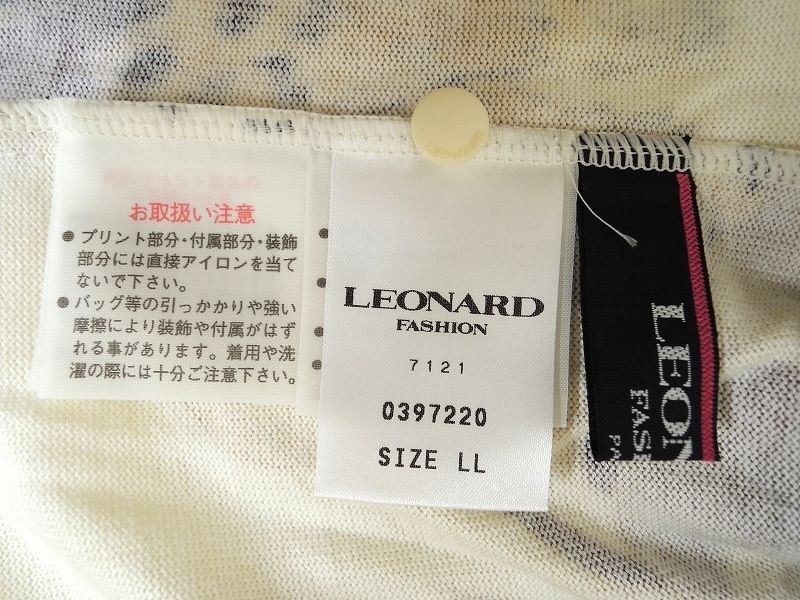 お取扱い注意
● プリント部分・付属部分・装飾
部分には直接アイロンを当て
ないで下さい。
● バッグ等の引っかかりや強い
摩擦により装飾や付属がはず
れる事があります。着用や洗
濯の際には十分ご注意下さい。
LEONARD
FASHION
7121
0397220
SIZE LL
LEON
FASH
PA